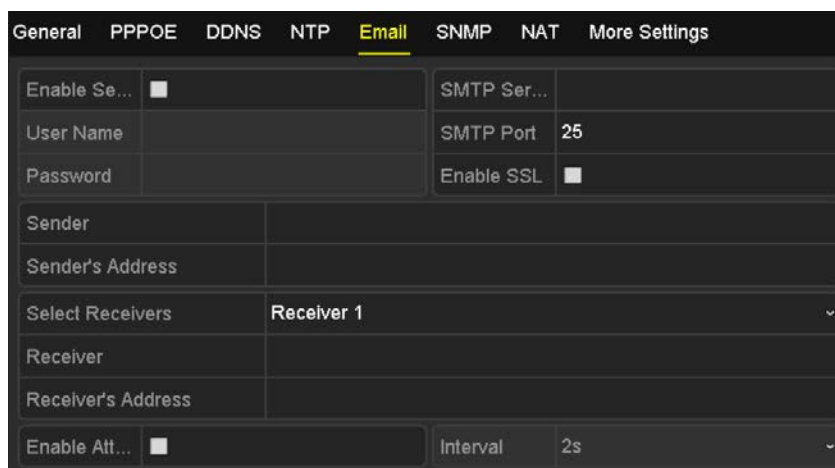 General PPPOE DDNS NTP Email SNMP NAT More Settings
Enable Se... SMTP Ser...
User Name SMTP Port 25
Password Enable SSL
Sender
Sender's Address
Select Receivers Receiver 1
Receiver
Receiver's Address
Enable Att... Interval 2s